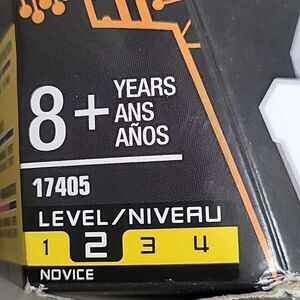 8+ YEARS
ANS
AÑOS
17405
LEVEL/NIVEAU
1 2 3 4
NOVICE